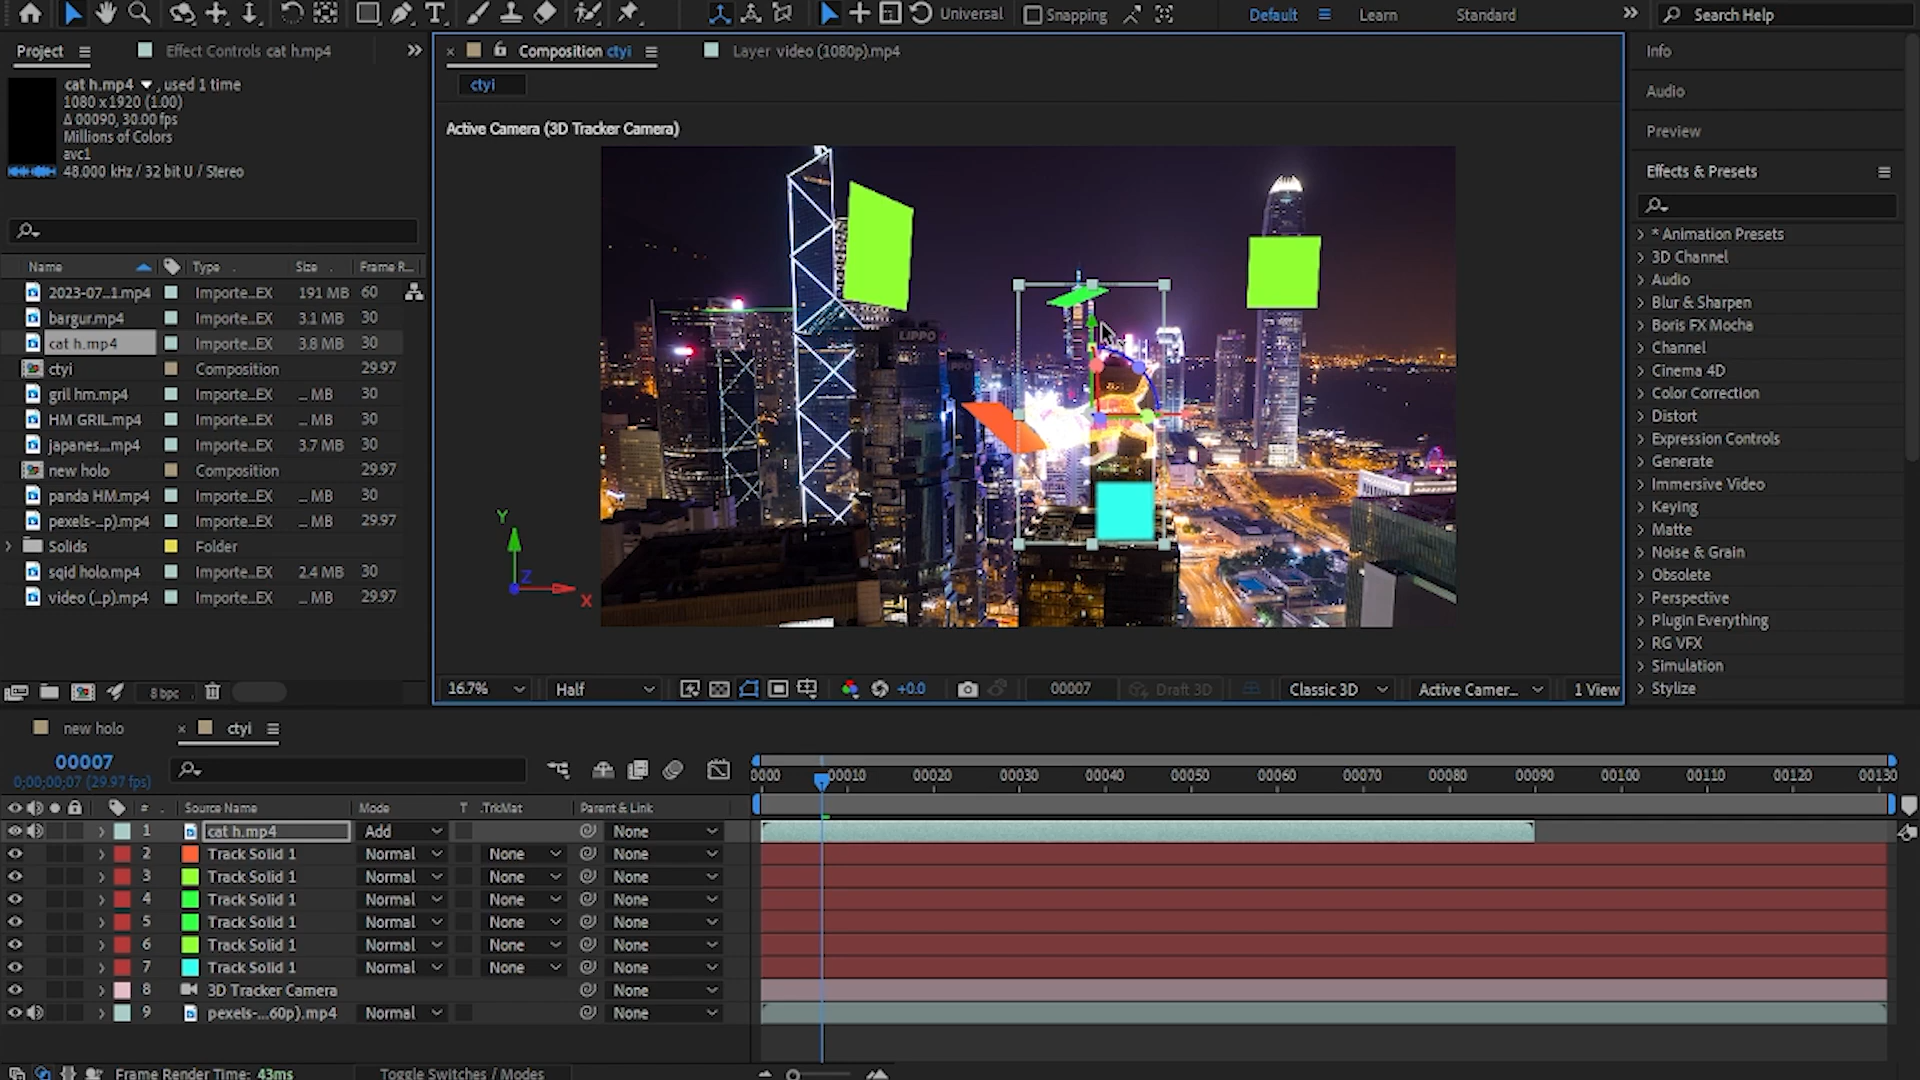 Universal
Snapping
Default
Learn
Standard
Search Help
Project
Effect Controls cat h.mp4
cat h.mp4 , used 1 time
1080 x 1920 (1.00)
Δ 00090, 30.00 fps
Millions of Colors
avc1
48.000 kHz / 32 bit U / Stereo
Name Type Size Frame R...
2023-07...1.mp4 Importe...EX 191 MB 60
bargur.mp4 Importe...EX 3.1 MB 30
cat h.mp4 Importe...EX 3.8 MB 30
ctyi Composition 29.97
gril hm.mp4 Importe...EX ... MB 30
HM GRIL.mp4 Importe...EX ... MB 30
japanes...mp4 Importe...EX 3.7 MB 30
new holo Composition 29.97
panda HM.mp4 Importe...EX ... MB 30
pexels-...p).mp4 Importe...EX ... MB 29.97
Solids Folder
sqid holo.mp4 Importe...EX 2.4 MB 30
video (...p).mp4 Importe...EX ... MB 29.97
8 bpc
Composition ctyi
Layer video (1080p).mp4
ctyi
Active Camera (3D Tracker Camera)
LIPPO
Y
Z
X
16.7% Half +0.0 00007 Draft 3D Classic 3D Active Camer... 1 View
Info
Audio
Preview
Effects & Presets
* Animation Presets
3D Channel
Audio
Blur & Sharpen
Boris FX Mocha
Channel
Cinema 4D
Color Correction
Distort
Expression Controls
Generate
Immersive Video
Keying
Matte
Noise & Grain
Obsolete
Perspective
Plugin Everything
RG VFX
Simulation
Stylize
new holo
ctyi
00007
0;00;00;07 (29.97 fps)
0000 00010 00020 00030 00040 00050 00060 00070 00080 00090 00100 00110 00120 00130
# Source Name Mode T .TrkMat Parent & Link
1 cat h.mp4 Add None
2 Track Solid 1 Normal None None
3 Track Solid 1 Normal None None
4 Track Solid 1 Normal None None
5 Track Solid 1 Normal None None
6 Track Solid 1 Normal None None
7 Track Solid 1 Normal None None
8 3D Tracker Camera None
9 pexels-...60p).mp4 Normal None
Frame Render Time: 43ms
Toggle Switches / Modes